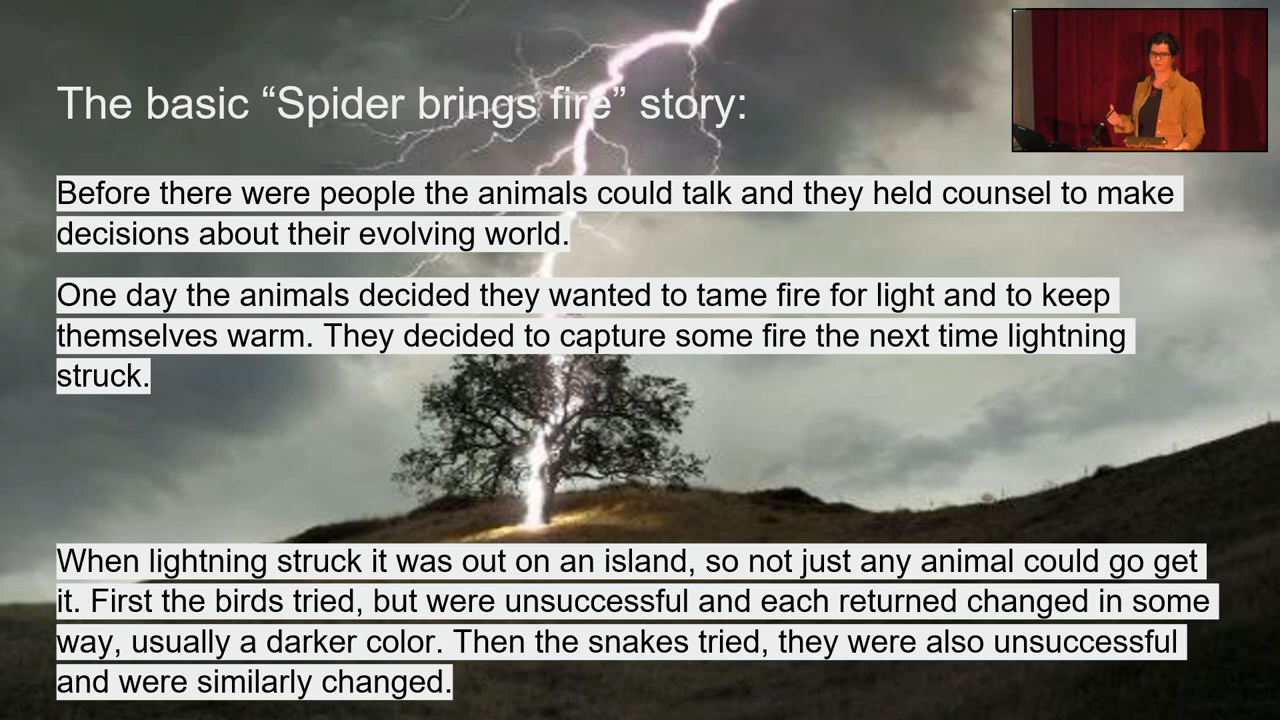 The basic “Spider brings fire” story:
Before there were people the animals could talk and they held counsel to make
decisions about their evolving world.
One day the animals decided they wanted to tame fire for light and to keep
themselves warm. They decided to capture some fire the next time lightning
struck.
When lightning struck it was out on an island, so not just any animal could go get
it. First the birds tried, but were unsuccessful and each returned changed in some
way, usually a darker color. Then the snakes tried, they were also unsuccessful
and were similarly changed.